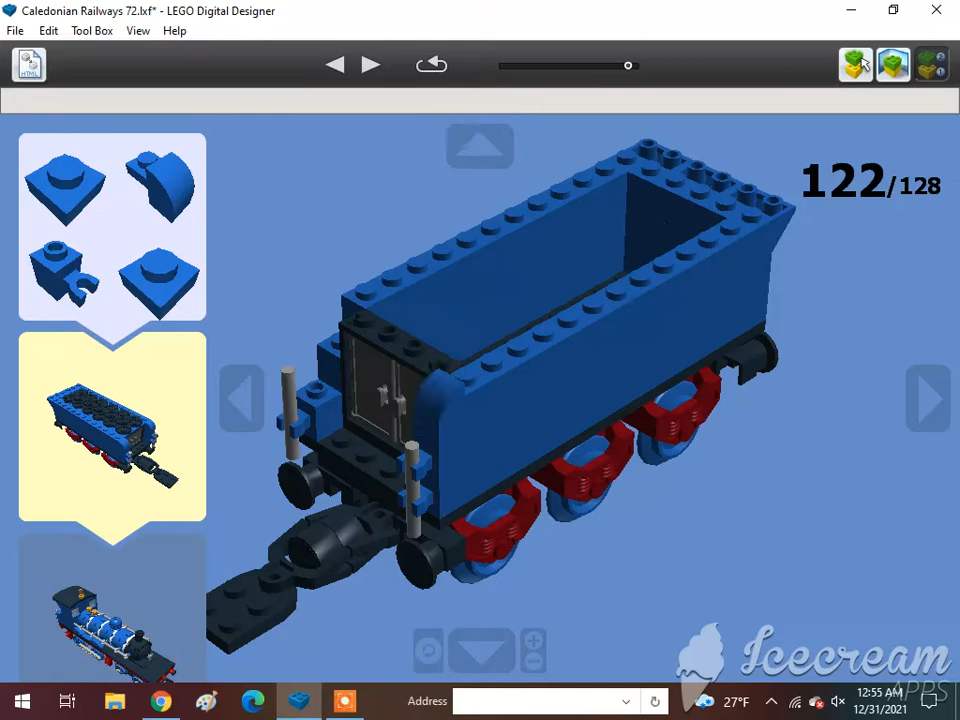 Caledonian Railways 72.lxf* - LEGO Digital Designer
File Edit Tool Box View Help
HTML
122/128
Icecream
APPS
Address
27°F
12:55 AM
12/31/2021